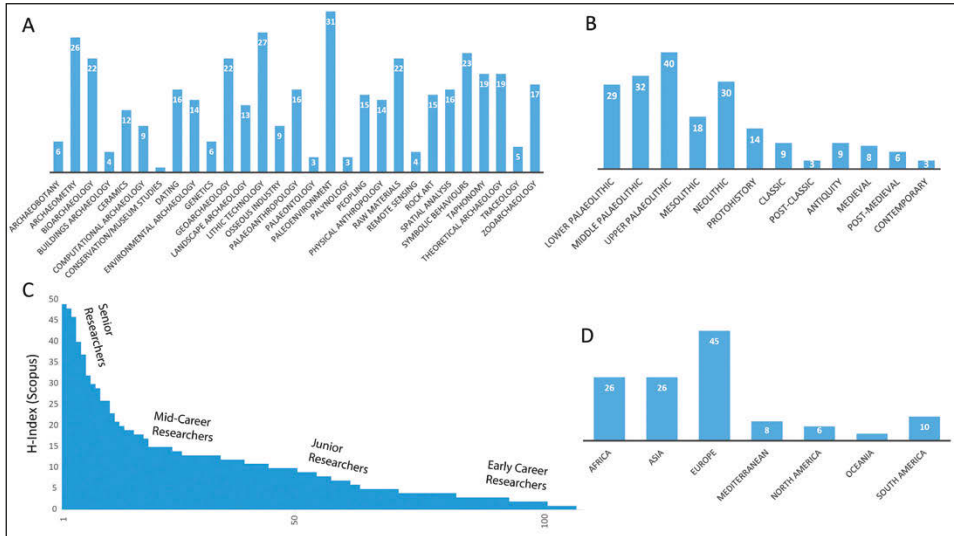 A
6
26
22
4
12
9
16
14
6
22
13
27
9
16
3
31
3
15
14
22
4
15
16
23
19
19
5
17
ARCHAEOBOTANY
ARCHAEOMETRY
BIOARCHAEOLOGY
BUILDINGS ARCHAEOLOGY
CERAMICS
COMPUTATIONAL ARCHAEOLOGY
CONSERVATION/MUSEUM STUDIES
DATING
ENVIRONMENTAL ARCHAEOLOGY
GENETICS
GEOARCHAEOLOGY
LANDSCAPE ARCHAEOLOGY
LITHIC TECHNOLOGY
OSSEOUS INDUSTRY
PALAEOANTHROPOLOGY
PALAEONTOLOGY
PALEOENVIRONMENT
PALYNOLOGY
PEOPLING
PHYSICAL ANTHROPOLOGY
RAW MATERIALS
REMOTE SENSING
ROCK ART
SPATIAL ANALYSIS
SYMBOLIC BEHAVIOURS
TAPHONOMY
THEORETICAL ARCHAEOLOGY
TRACEOLOGY
ZOOARCHAEOLOGY
B
29
32
40
18
30
14
9
3
9
8
6
3
LOWER PALAEOLITHIC
MIDDLE PALAEOLITHIC
UPPER PALAEOLITHIC
MESOLITHIC
NEOLITHIC
PROTOHISTORY
CLASSIC
POST-CLASSIC
ANTIQUITY
MEDIEVAL
POST-MEDIEVAL
CONTEMPORARY
C
H-Index (Scopus)
50
45
40
35
30
25
20
15
10
5
0
Senior
Researchers
Mid-Career
Researchers
Junior
Researchers
Early Career
Researchers
1
50
100
D
26
26
45
8
6
10
AFRICA
ASIA
EUROPE
MEDITERRANEAN
NORTH AMERICA
OCEANIA
SOUTH AMERICA